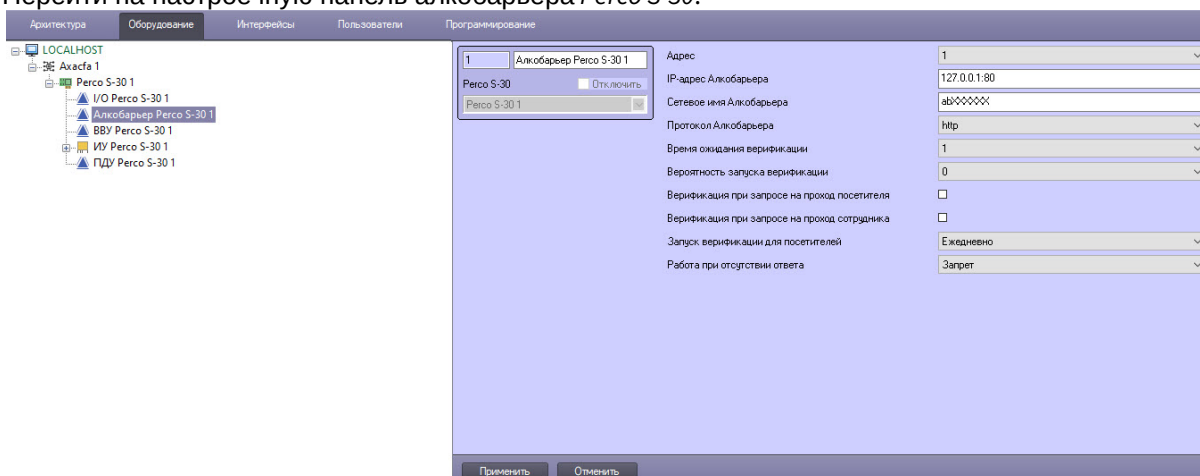 Перейти на настроечную панель алкобарьера Perco S-30.
Архитектура Оборудование Интерфейсы Пользователи Программирование
LOCALHOST
Axacfa 1
Perco S-30 1
I/O Perco S-30 1
Алкобарьер Perco S-30 1
ВВУ Perco S-30 1
ИУ Perco S-30 1
ПДУ Perco S-30 1
1 Алкобарьер Perco S-30 1
Perco S-30 Отключить
Perco S-30 1
Адрес 1
IP-адрес Алкобарьера 127.0.0.1:80
Сетевое имя Алкобарьера abXXXXXX
Протокол Алкобарьера http
Время ожидания верификации 1
Вероятность запуска верификации 0
Верификация при запросе на проход посетителя
Верификация при запросе на проход сотрудника
Запуск верификации для посетителей Ежедневно
Работа при отсутствии ответа Запрет
Применить Отменить